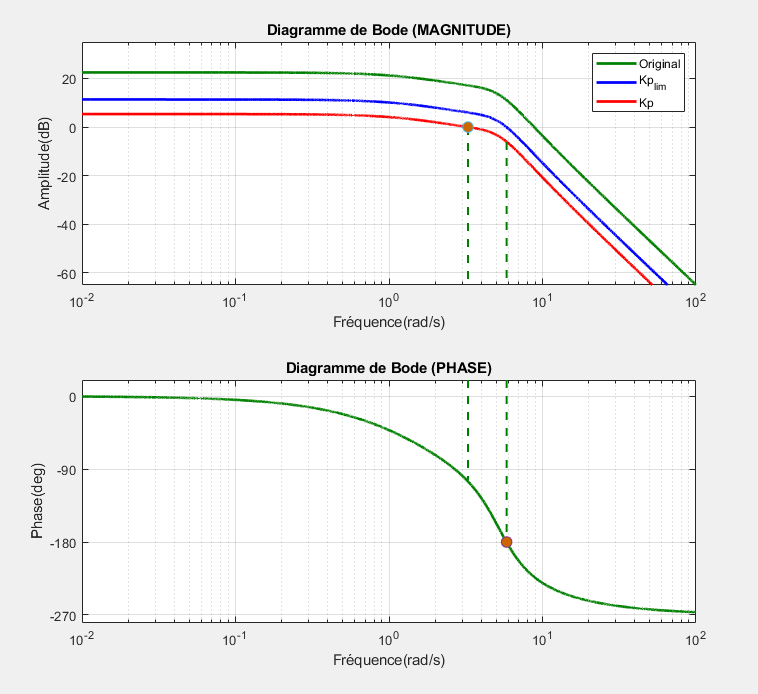 Diagramme de Bode (MAGNITUDE)
Original
Kp_lim
Kp
20
0
-20
-40
-60
Amplitude(dB)
10^-2 10^-1 10^0 10^1 10^2
Fréquence(rad/s)
Diagramme de Bode (PHASE)
0
-90
-180
-270
Phase(deg)
10^-2 10^-1 10^0 10^1 10^2
Fréquence(rad/s)